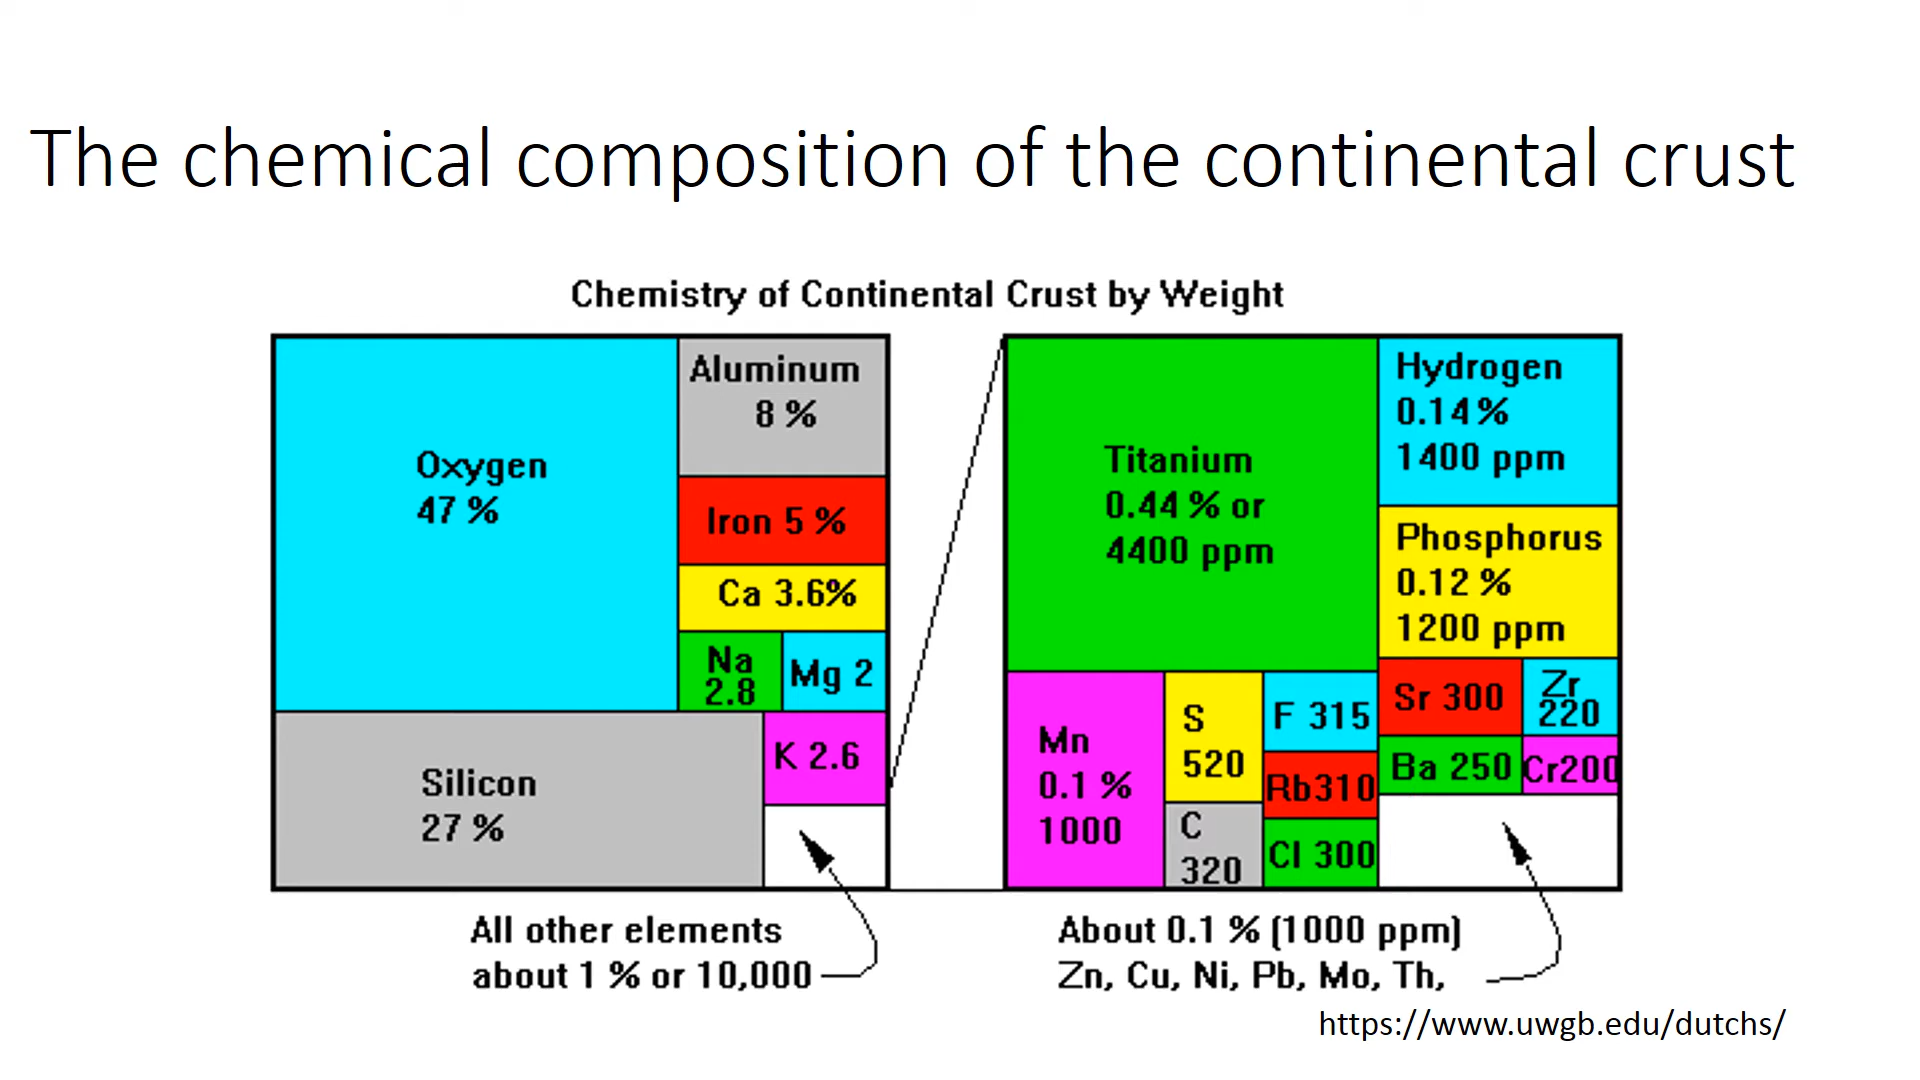 The chemical composition of the continental crust
Chemistry of Continental Crust by Weight
Oxygen
47 %
Aluminum
8 %
Iron 5 %
Ca 3.6%
Na
2.8
Mg 2
Silicon
27 %
K 2.6
All other elements
about 1 % or 10,000
Titanium
0.44 % or
4400 ppm
Hydrogen
0.14 %
1400 ppm
Phosphorus
0.12 %
1200 ppm
Mn
0.1 %
1000
S
520
C
320
F 315
Rb310
Cl 300
Sr 300
Zr
220
Ba 250
Cr200
About 0.1 % (1000 ppm)
Zn, Cu, Ni, Pb, Mo, Th,
https://www.uwgb.edu/dutchs/